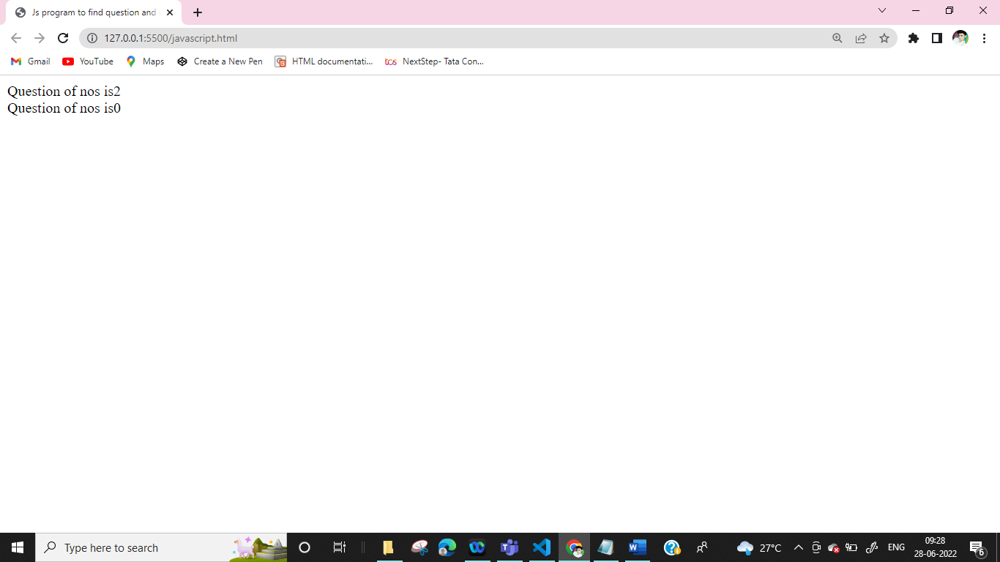 Js program to find question and
127.0.0.1:5500/javascript.html
Gmail YouTube Maps Create a New Pen HTML documentati... tcs NextStep- Tata Con...
Question of nos is2
Question of nos is0
Type here to search 27°C ENG 09:28
28-06-2022 6